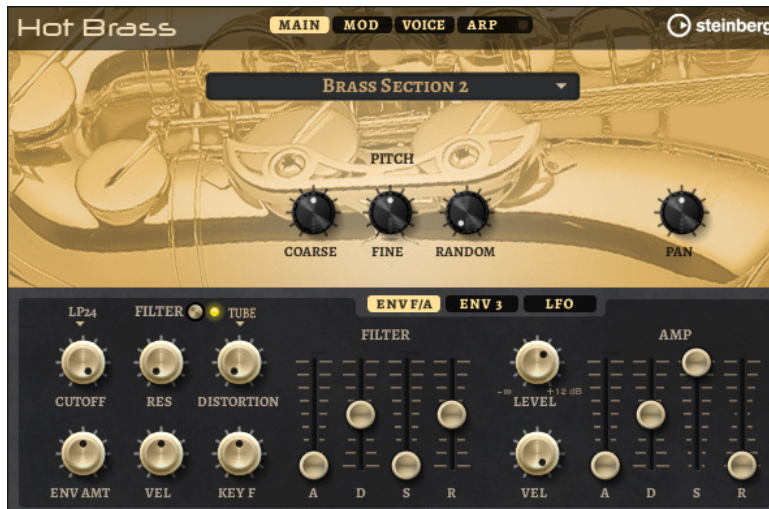 Hot Brass
MAIN MOD VOICE ARP
steinberg
BRASS SECTION 2
PITCH
COARSE FINE RANDOM PAN
ENV F/A ENV 3 LFO
LP24 FILTER TUBE
FILTER AMP
CUTOFF RES DISTORTION
-∞ +12 dB
LEVEL
ENV AMT VEL KEY F
A D S R
VEL
A D S R